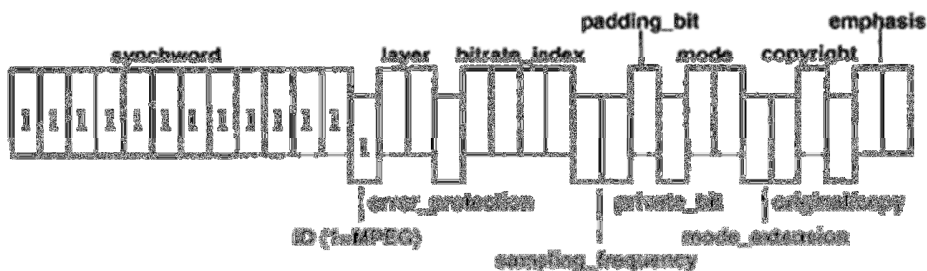 padding_bit emphasis
synchword layer bitrate_index mode copyright
1 1 1 1 1 1 1 1 1 1 1 1
1
error_protection private_bit original/copy
ID (1=MPEG) mode_extension
sampling_frequency